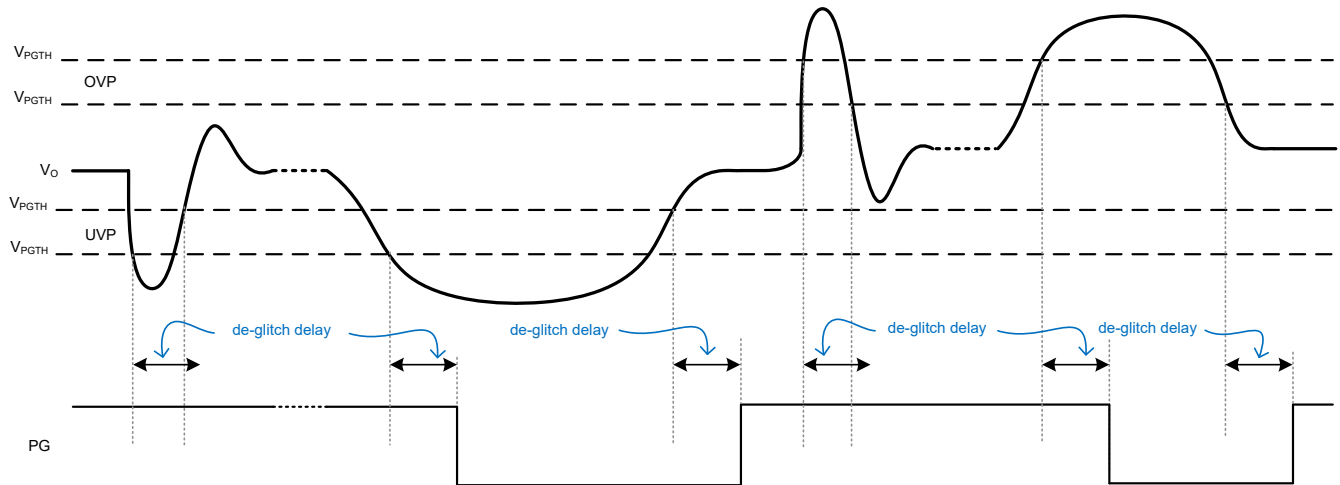 VPGTH
OVP
VPGTH
VO
VPGTH
UVP
VPGTH
de-glitch delay
de-glitch delay
de-glitch delay
de-glitch delay
PG